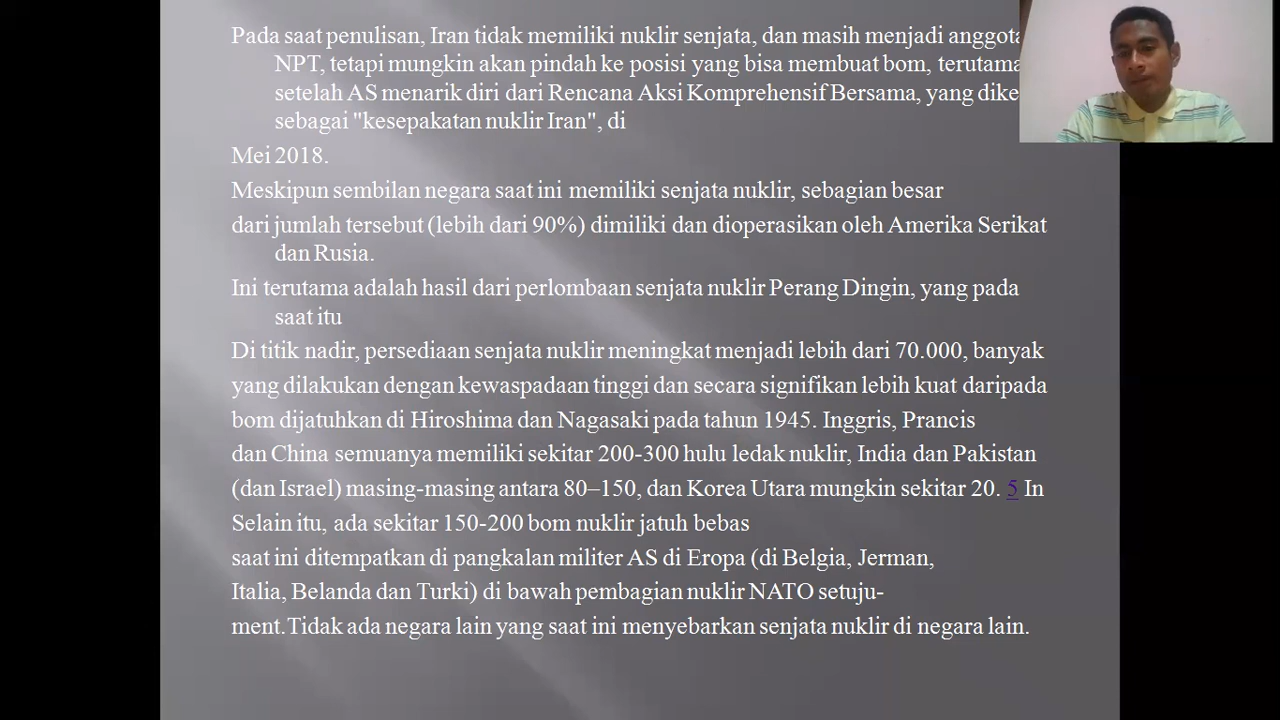 Pada saat penulisan, Iran tidak memiliki nuklir senjata, dan masih menjadi anggota
NPT, tetapi mungkin akan pindah ke posisi yang bisa membuat bom, terutama
setelah AS menarik diri dari Rencana Aksi Komprehensif Bersama, yang dike
sebagai "kesepakatan nuklir Iran", di
Mei 2018.
Meskipun sembilan negara saat ini memiliki senjata nuklir, sebagian besar
dari jumlah tersebut (lebih dari 90%) dimiliki dan dioperasikan oleh Amerika Serikat
dan Rusia.
Ini terutama adalah hasil dari perlombaan senjata nuklir Perang Dingin, yang pada
saat itu
Di titik nadir, persediaan senjata nuklir meningkat menjadi lebih dari 70.000, banyak
yang dilakukan dengan kewaspadaan tinggi dan secara signifikan lebih kuat daripada
bom dijatuhkan di Hiroshima dan Nagasaki pada tahun 1945. Inggris, Prancis
dan China semuanya memiliki sekitar 200-300 hulu ledak nuklir, India dan Pakistan
(dan Israel) masing-masing antara 80–150, dan Korea Utara mungkin sekitar 20. 5 In
Selain itu, ada sekitar 150-200 bom nuklir jatuh bebas
saat ini ditempatkan di pangkalan militer AS di Eropa (di Belgia, Jerman,
Italia, Belanda dan Turki) di bawah pembagian nuklir NATO setuju-
ment.Tidak ada negara lain yang saat ini menyebarkan senjata nuklir di negara lain.